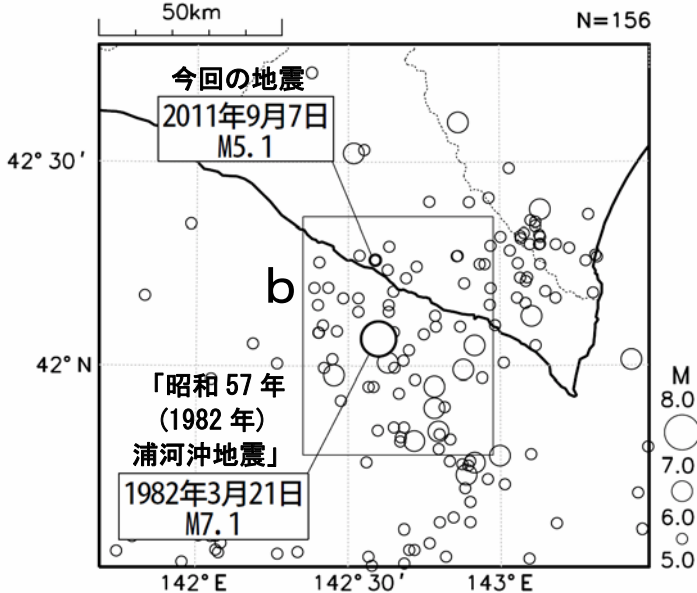 50km
N=156
今回の地震
2011年9月7日
M5.1
42°30′
b
42°N
「昭和 57 年
(1982 年)
浦河沖地震」
1982年3月21日
M7.1
M
8.0
7.0
6.0
5.0
142°E
142°30′
143°E